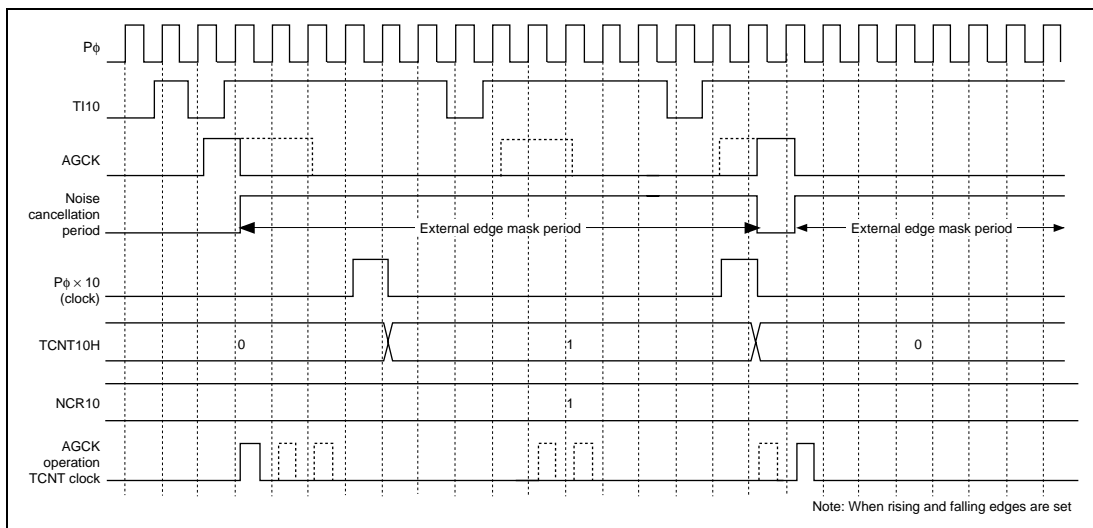 Pφ
TI10
AGCK
Noise
cancellation
period
External edge mask period
External edge mask period
Pφ × 10
(clock)
TCNT10H
0
1
0
NCR10
1
AGCK
operation
TCNT clock
Note: When rising and falling edges are set